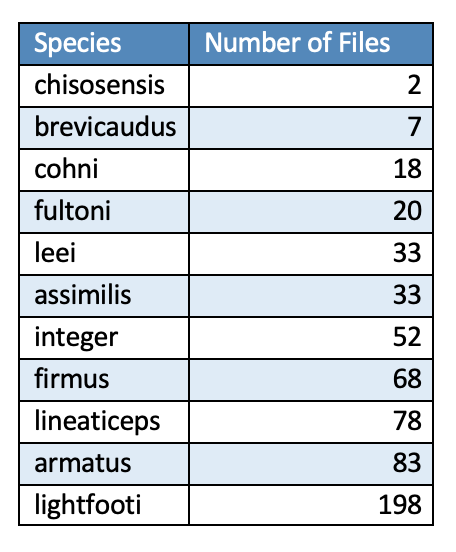 Species Number of Files
chisosensis 2
brevicaudus 7
cohni 18
fultoni 20
leei 33
assimilis 33
integer 52
firmus 68
lineaticeps 78
armatus 83
lightfooti 198